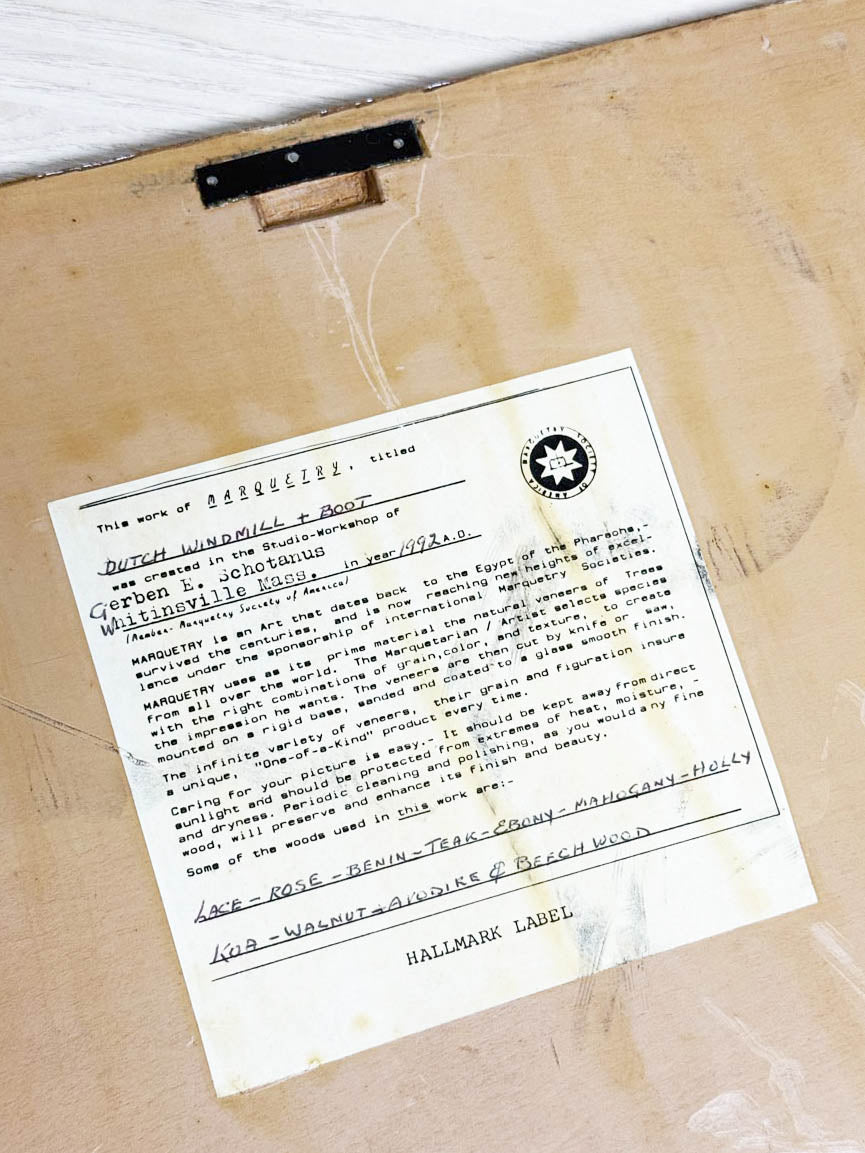 This work of MARQUETRY, titled
DUTCH WINDMILL + BOOT
was created in the Studio-Workshop of
Gerben E. Schotanus
Whitinsville Mass. in year 1992 A.D.
(Member- Marquetry Society of America)
MARQUETRY SOCIETY OF AMERICA
MARQUETRY is an Art that dates back to the Egypt of the Pharaohs,-
survived the centuries, and is now reaching new heights of excel-
lence under the sponsorship of international Marquetry Societies.
MARQUETRY uses as its prime material the natural veneers of Trees
from all over the world. The Marquetarian / Artist selects species
with the right combinations of grain,color, and texture, to create
the impression he wants. The veneers are then cut by knife or saw,
mounted on a rigid base, sanded and coated to a glass smooth finish.
The infinite variety of veneers, their grain and figuration insure
a unique, "One-of-a-Kind" product every time.
Caring for your picture is easy.- It should be kept away from direct
sunlight and should be protected from extremes of heat, moisture, -
and dryness. Periodic cleaning and polishing, as you would any fine
wood, will preserve and enhance its finish and beauty.
Some of the woods used in this work are:-
LACE - ROSE - BENIN - TEAK - EBONY - MAHOGANY - HOLLY
KOA - WALNUT - AVODIRE & BEECH WOOD
HALLMARK LABEL